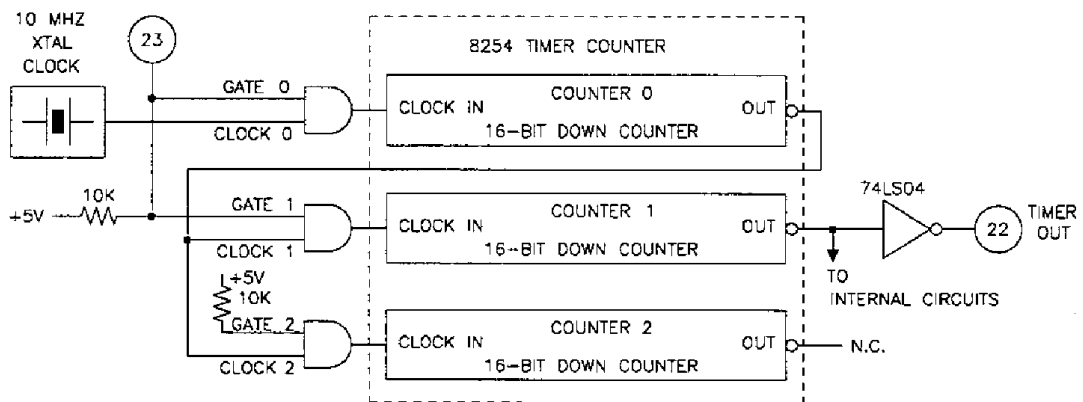 10 MHZ
XTAL
CLOCK
23
8254 TIMER COUNTER
GATE 0
CLOCK 0
CLOCK IN
COUNTER 0
16-BIT DOWN COUNTER
OUT
+5V
10K
GATE 1
CLOCK 1
CLOCK IN
COUNTER 1
16-BIT DOWN COUNTER
OUT
74LS04
22
TIMER
OUT
TO
INTERNAL CIRCUITS
+5V
10K
GATE 2
CLOCK 2
CLOCK IN
COUNTER 2
16-BIT DOWN COUNTER
OUT
N.C.